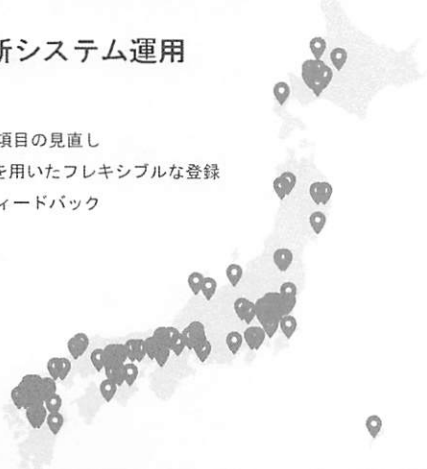 新システム運用
項目の見直し
を用いたフレキシブルな登録
ィードバック